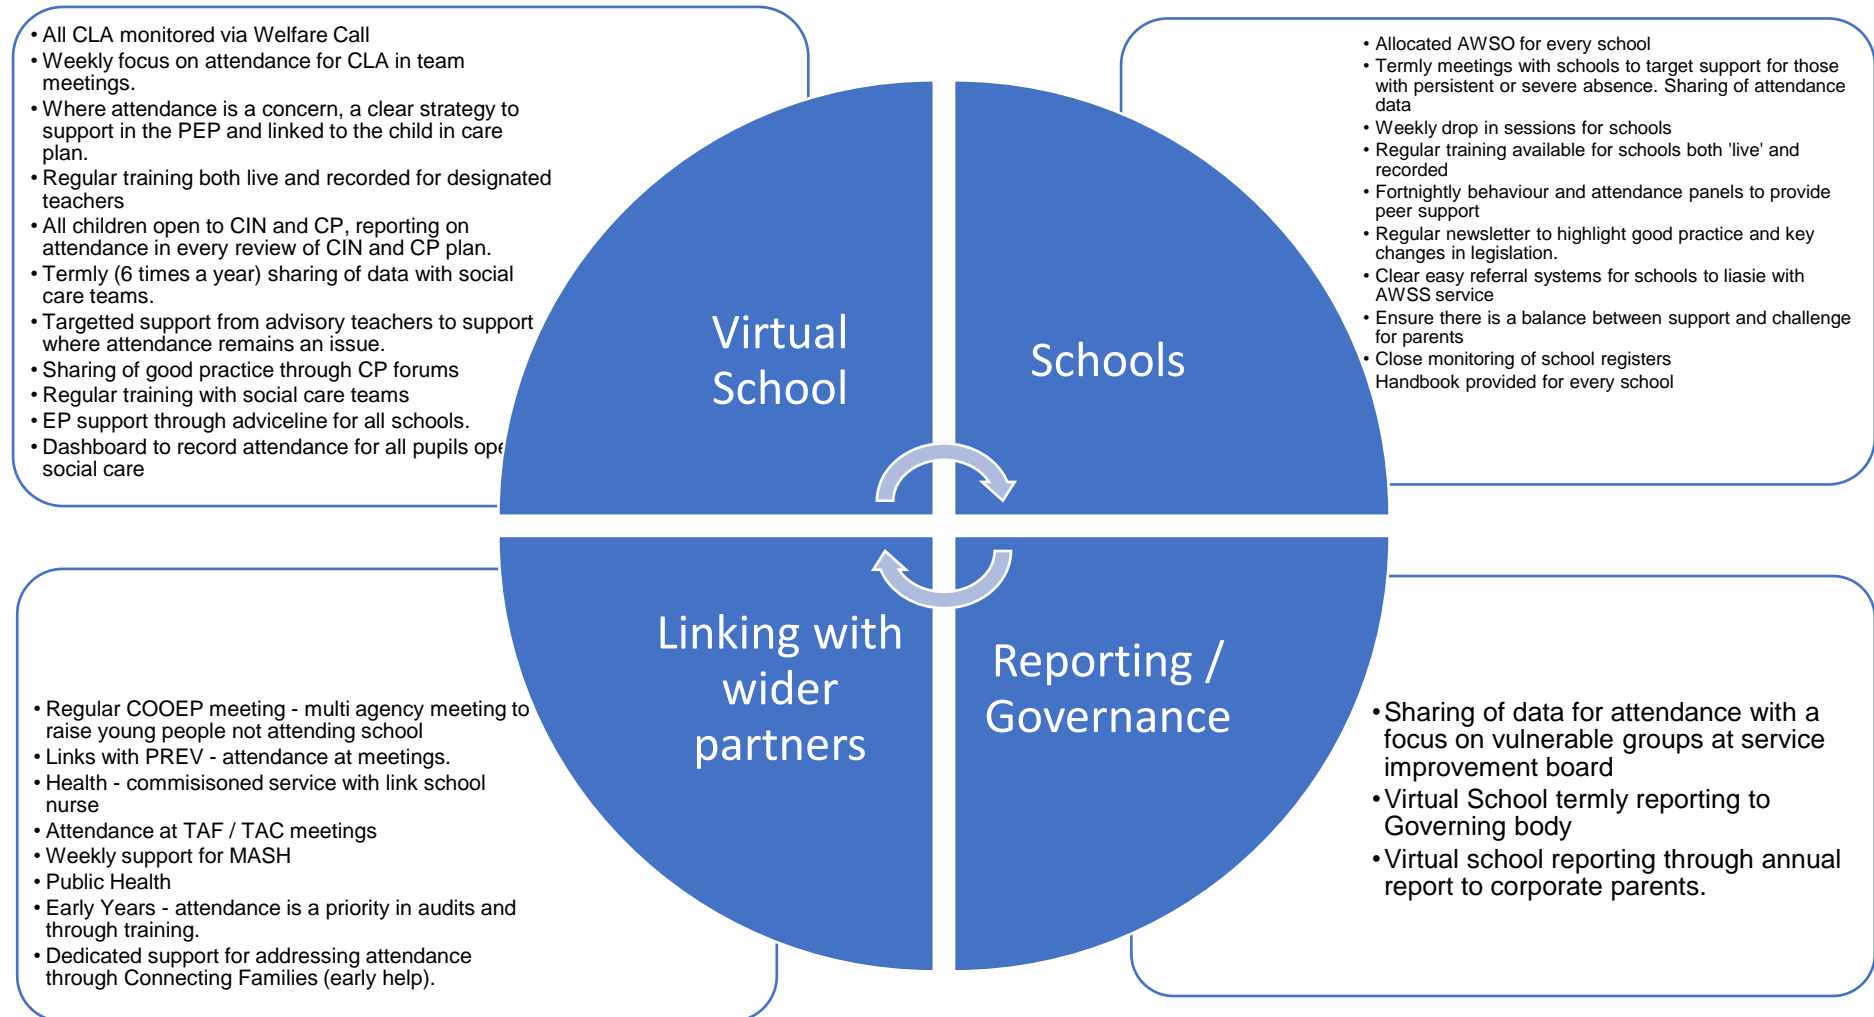 • All CLA monitored via Welfare Call
• Weekly focus on attendance for CLA in team
meetings.
• Where attendance is a concern, a clear strategy to
support in the PEP and linked to the child in care
plan.
• Regular training both live and recorded for designated
teachers
• All children open to CIN and CP, reporting on
attendance in every review of CIN and CP plan.
• Termly (6 times a year) sharing of data with social
care teams.
• Targetted support from advisory teachers to support
where attendance remains an issue.
• Sharing of good practice through CP forums
• Regular training with social care teams
• EP support through adviceline for all schools.
• Dashboard to record attendance for all pupils
social care
Virtual
School
• Allocated AWSO for every school
• Termly meetings with schools to target support for those
with persistent or severe absence. Sharing of attendance
data
• Weekly drop in sessions for schools
• Regular training available for schools both 'live' and
recorded
• Fortnightly behaviour and attendance panels to provide
peer support
• Regular newsletter to highlight good practice and key
changes in legislation.
• Clear easy referral systems for schools to liasie with
AWSS service
• Ensure there is a balance between support and challenge
for parents
• Close monitoring of school registers
Handbook provided for every school
Schools
• Regular COOEP meeting - multi agency meeting to
raise young people not attending school
• Links with PREV - attendance at meetings.
• Health - commisisoned service with link school
nurse
• Attendance at TAF / TAC meetings
• Weekly support for MASH
• Public Health
• Early Years - attendance is a priority in audits and
through training.
• Dedicated support for addressing attendance
through Connecting Families (early help).
Linking with
wider
partners
Reporting /
Governance
• Sharing of data for attendance with a
focus on vulnerable groups at service
improvement board
• Virtual School termly reporting to
Governing body
• Virtual school reporting through annual
report to corporate parents.